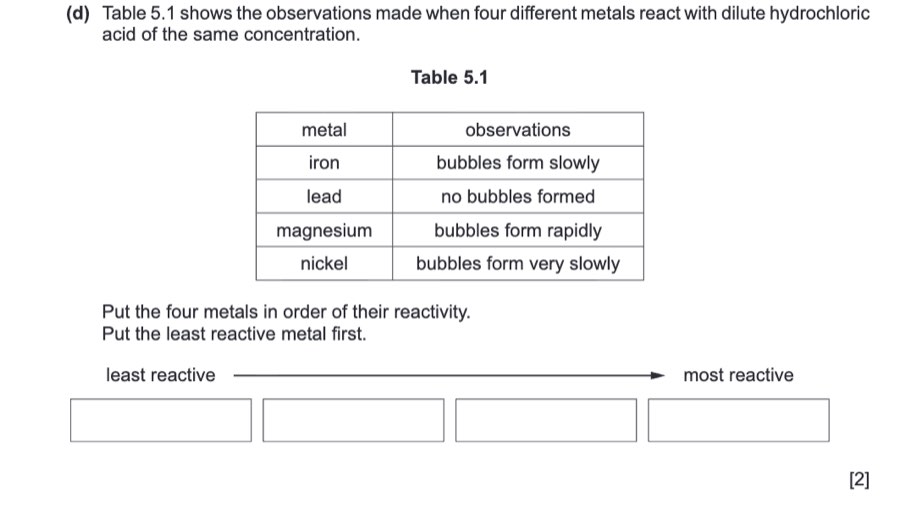 (d) Table 5.1 shows the observations made when four different metals react with dilute hydrochloric
acid of the same concentration.
Table 5.1
metal observations
iron bubbles form slowly
lead no bubbles formed
magnesium bubbles form rapidly
nickel bubbles form very slowly
Put the four metals in order of their reactivity.
Put the least reactive metal first.
least reactive most reactive
[2]